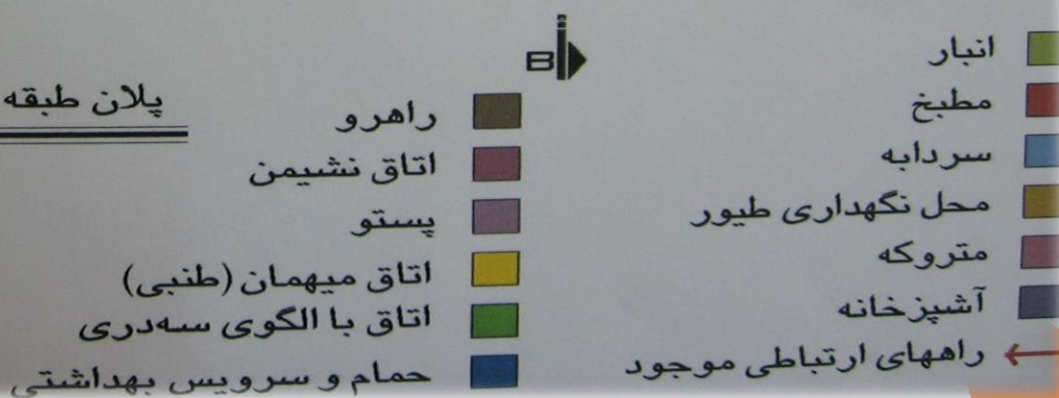 انبار
مطبخ
سردابه
محل نگهداری طیور
متروکه
آشپزخانه
راههای ارتباطی موجود
B
راهرو
اتاق نشیمن
پستو
اتاق میهمان (طنبی)
اتاق با الگوی سه‌دری
حمام و سرویس بهداشتی
پلان طبقه